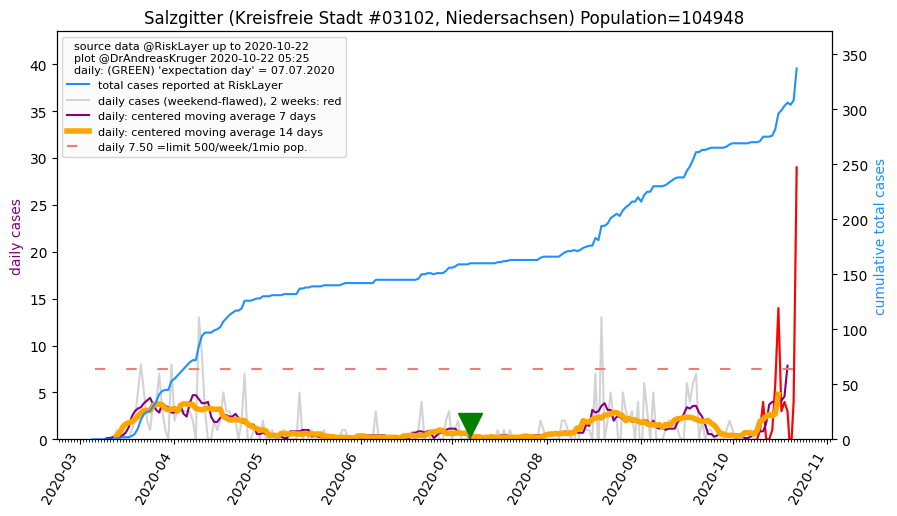 Salzgitter (Kreisfreie Stadt #03102, Niedersachsen) Population=104948
source data @RiskLayer up to 2020-10-22
plot @DrAndreasKruger 2020-10-22 05:25
daily: (GREEN) 'expectation day' = 07.07.2020
total cases reported at RiskLayer
daily cases (weekend-flawed), 2 weeks: red
daily: centered moving average 7 days
daily: centered moving average 14 days
daily 7.50 =limit 500/week/1mio pop.
daily cases
40
35
30
25
20
15
10
5
0
350
300
250
200
150
100
50
0
cumulative total cases
2020-03
2020-04
2020-05
2020-06
2020-07
2020-08
2020-09
2020-10
2020-11